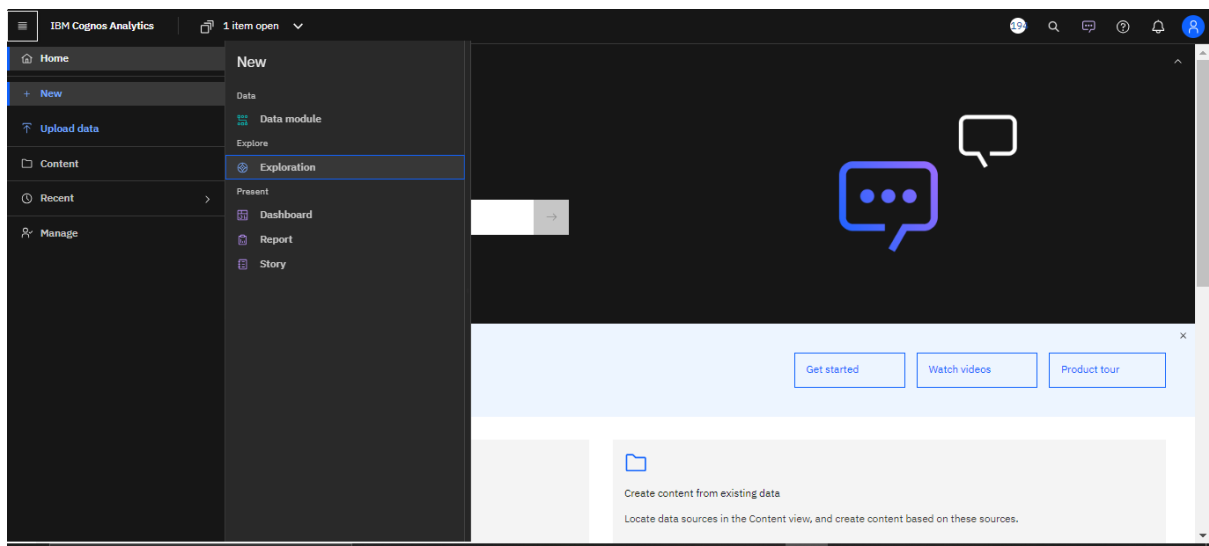 IBM Cognos Analytics
1 item open
194
Home
New
Upload data
Content
Recent
Manage
New
Data
Data module
Explore
Exploration
Present
Dashboard
Report
Story
Get started
Watch videos
Product tour
Create content from existing data
Locate data sources in the Content view, and create content based on these sources.